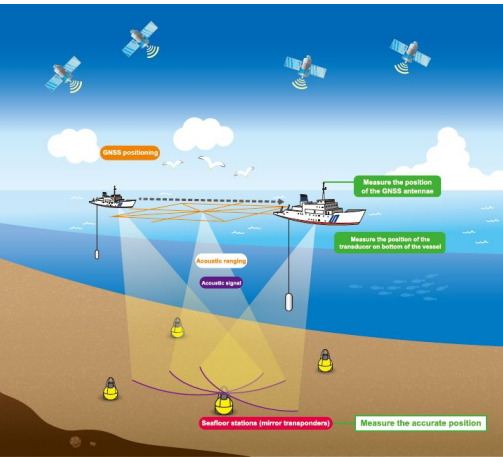 GNSS positioning
Measure the position
of the GNSS antennae
Measure the position of the
transducer on bottom of the vessel
Acoustic ranging
Acoustic signal
Seafloor stations (mirror transponders)
Measure the accurate position